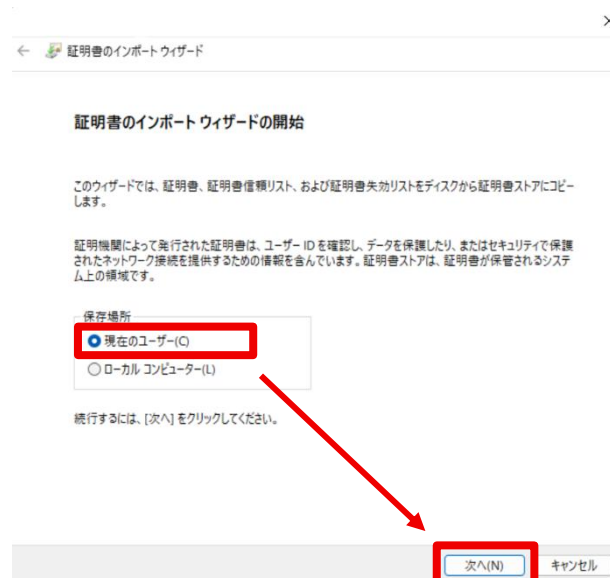 証明書のインポート ウィザード
証明書のインポート ウィザードの開始
このウィザードでは、証明書、証明書信頼リスト、および証明書失効リストをディスクから証明書ストアにコピー
します。
証明機関によって発行された証明書は、ユーザー ID を確認し、データを保護したり、またはセキュリティで保護
されたネットワーク接続を提供するための情報を含んでいます。証明書ストアは、証明書が保管されるシステ
ム上の領域です。
保存場所
現在のユーザー(C)
ローカル コンピューター(L)
続行するには、[次へ] をクリックしてください。
次へ(N)
キャンセル